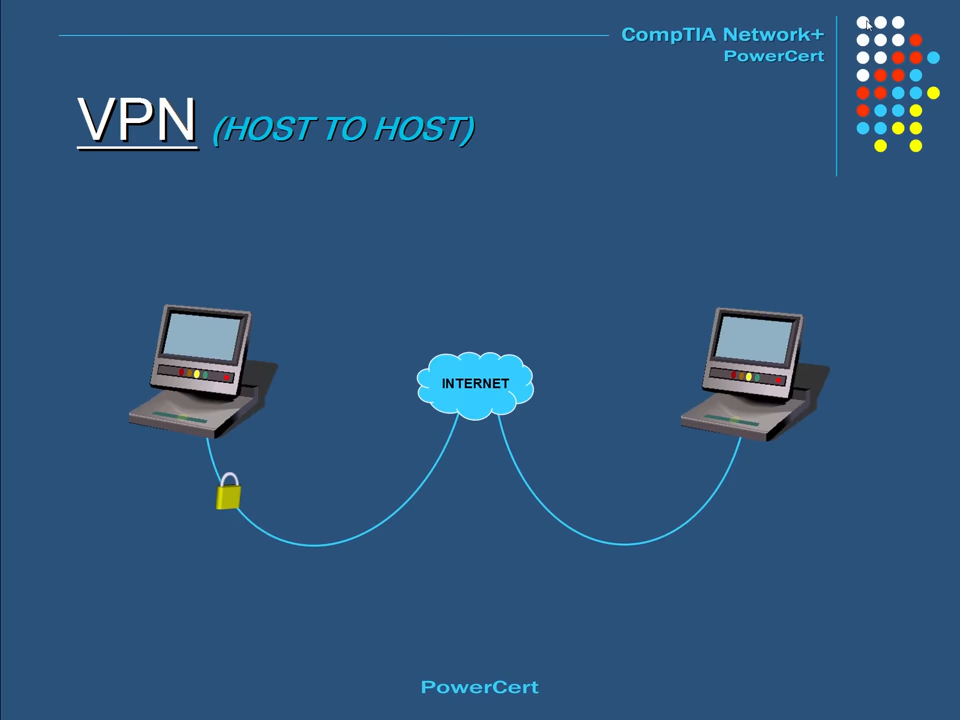 CompTIA Network+
PowerCert
VPN (HOST TO HOST)
INTERNET
PowerCert